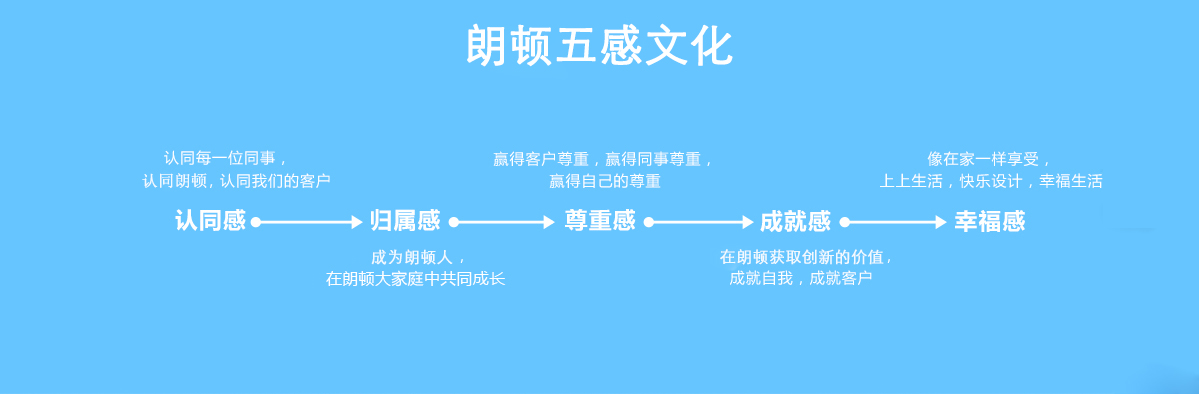 朗顿五感文化
认同每一位同事，
认同朗顿，认同我们的客户
赢得客户尊重，赢得同事尊重，
赢得自己的尊重
像在家一样享受，
上上生活，快乐设计，幸福生活
认同感
归属感
尊重感
成就感
幸福感
成为朗顿人，
在朗顿大家庭中共同成长
在朗顿获取创新的价值，
成就自我，成就客户